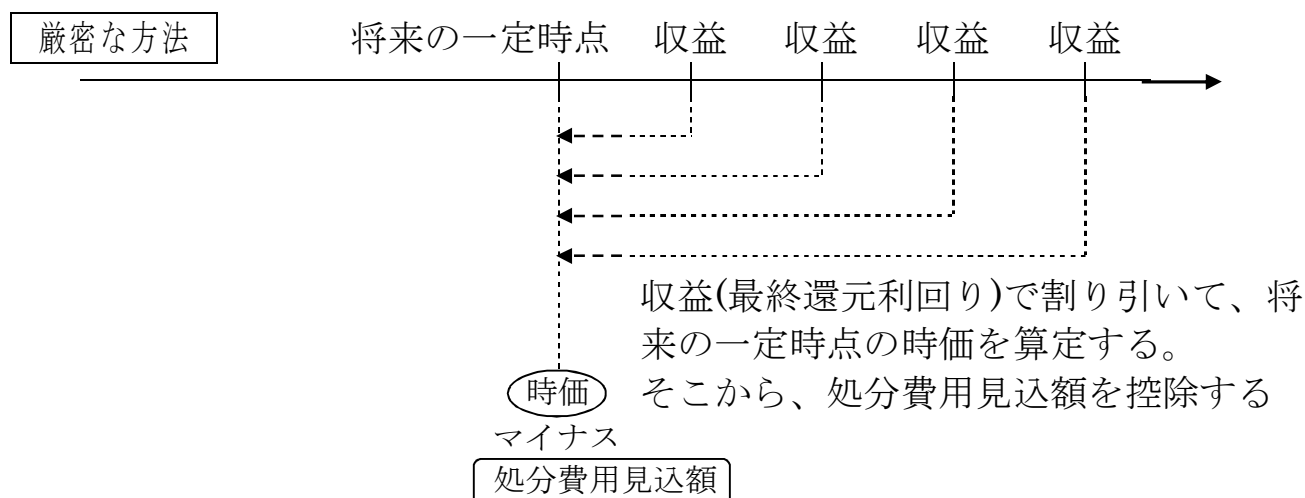 厳密な方法
将来の一定時点 収益 収益 収益 収益
収益(最終還元利回り)で割り引いて、将
来の一定時点の時価を算定する。
時価 そこから、処分費用見込額を控除する
マイナス
処分費用見込額